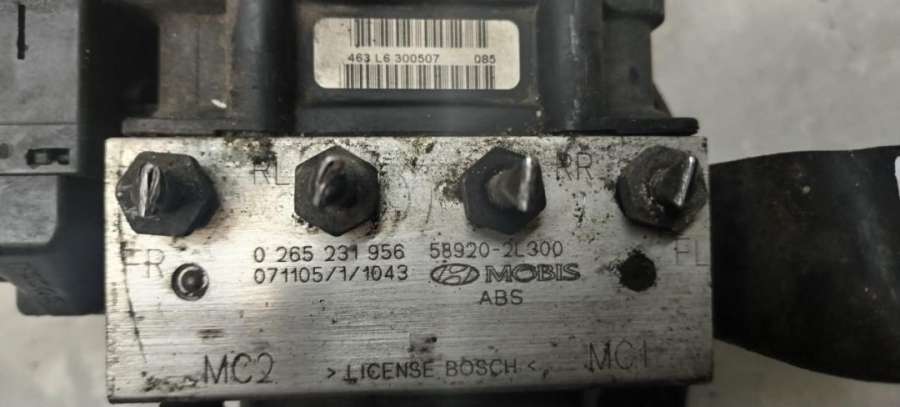 463 L6 300507 085
RL RR
0 265 231 956 58920-2L300
FR FL
071105/1/1043 MOBIS
ABS
MC2 >LICENSE BOSCH< MC1